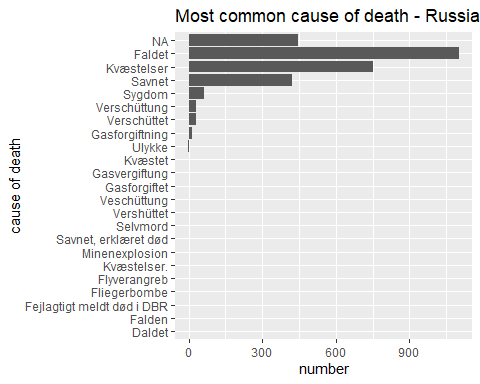 Most common cause of death - Russia
NA
Faldet
Kvæstelser
Savnet
Sygdom
Verschüttung
Verschüttet
Gasforgiftning
Ulykke
Kvæstet
Gasvergiftung
Gasforgiftet
Veschüttung
Vershüttet
Selvmord
Savnet, erklæret død
Minenexplosion
Kvæstelser.
Flyverangreb
Fliegerbombe
Fejlagtigt meldt død i DBR
Falden
Daldet
cause of death
0 300 600 900
number